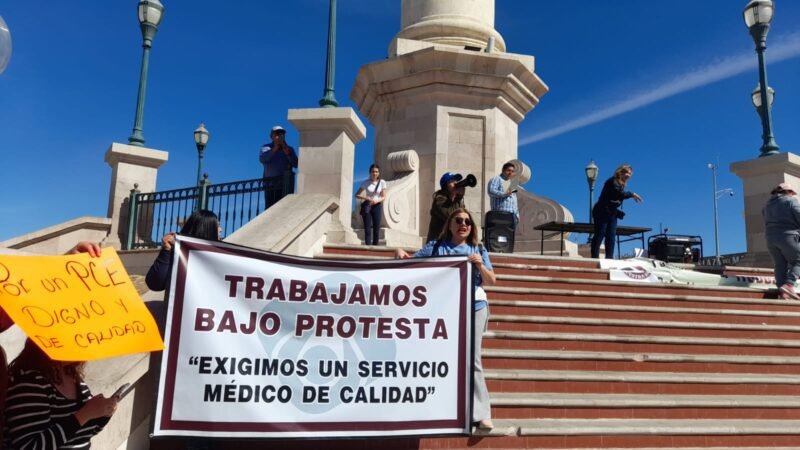 Por un PCE
DIGNO Y
DE CALIDAD
TRABAJAMOS
BAJO PROTESTA
“EXIGIMOS UN SERVICIO
MÉDICO DE CALIDAD”